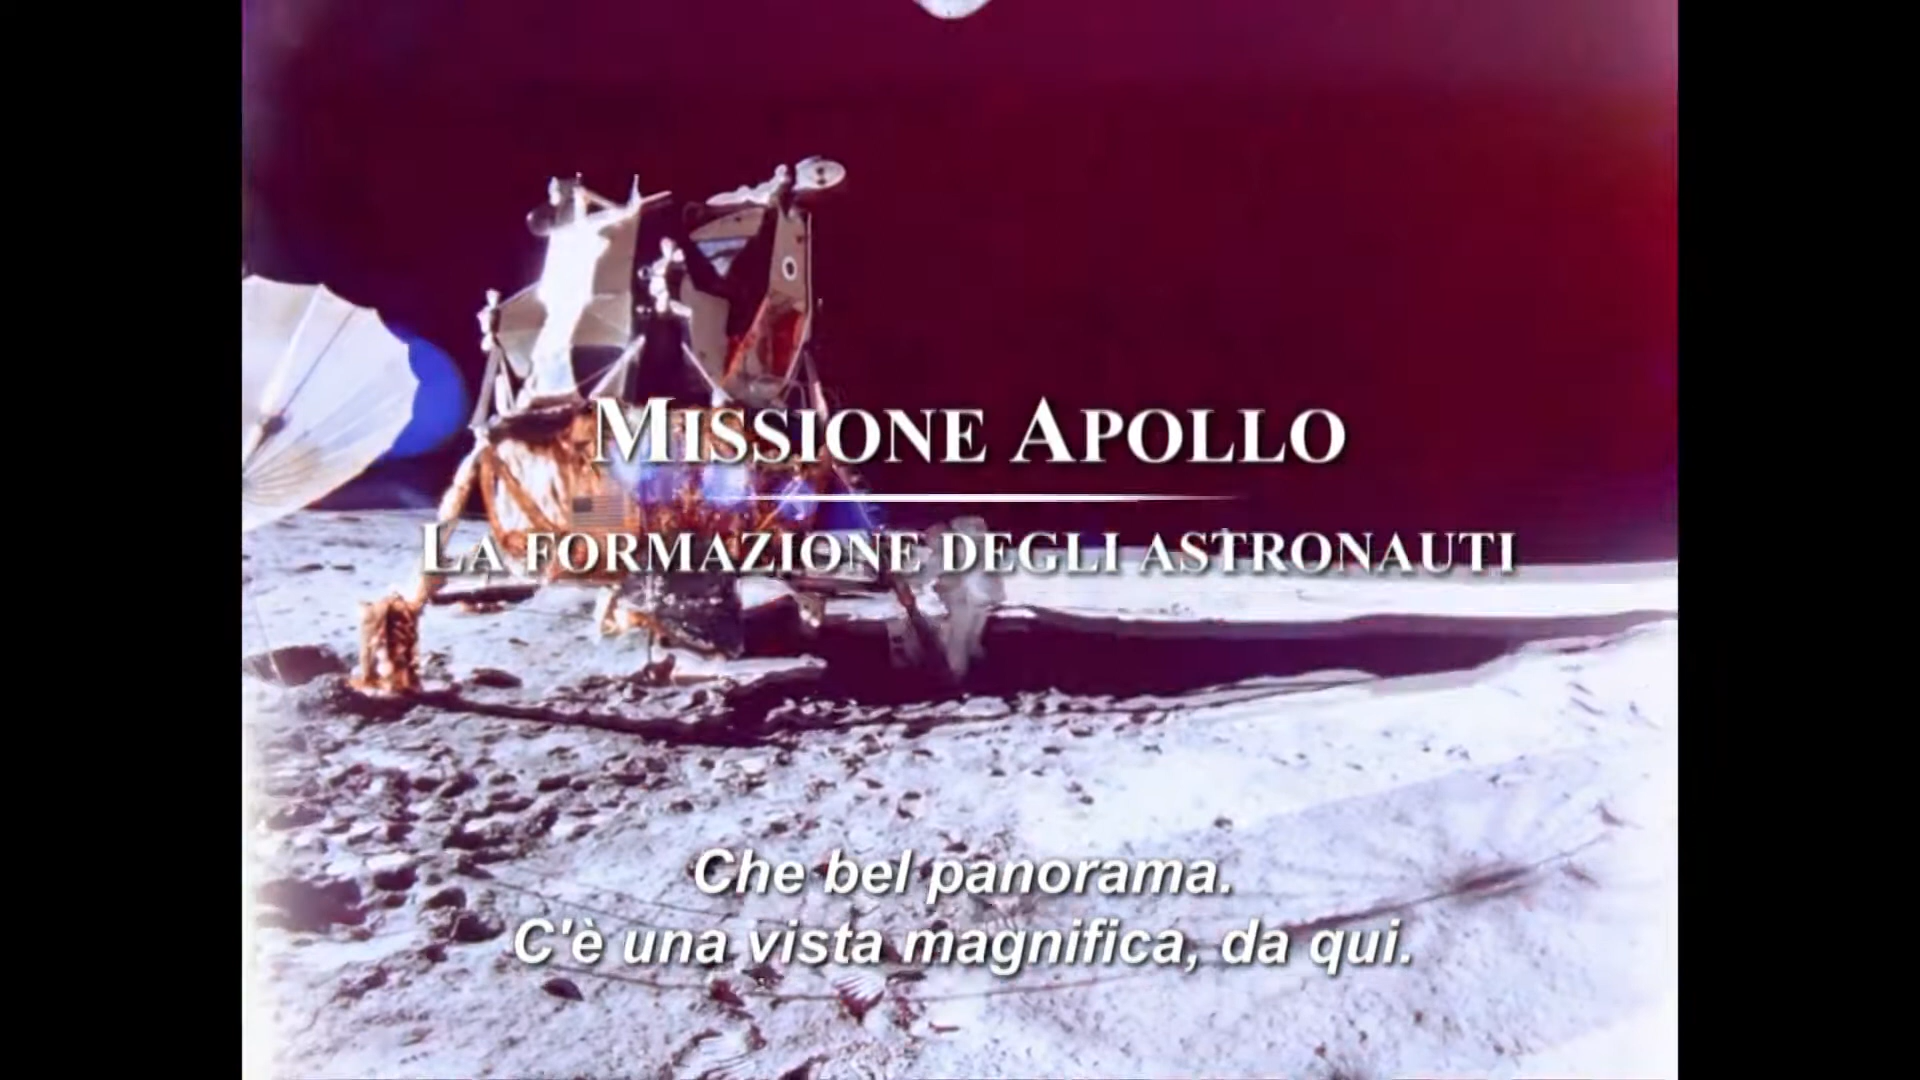 Missione Apollo
La formazione degli astronauti
Che bel panorama.
C'è una vista magnifica, da qui.